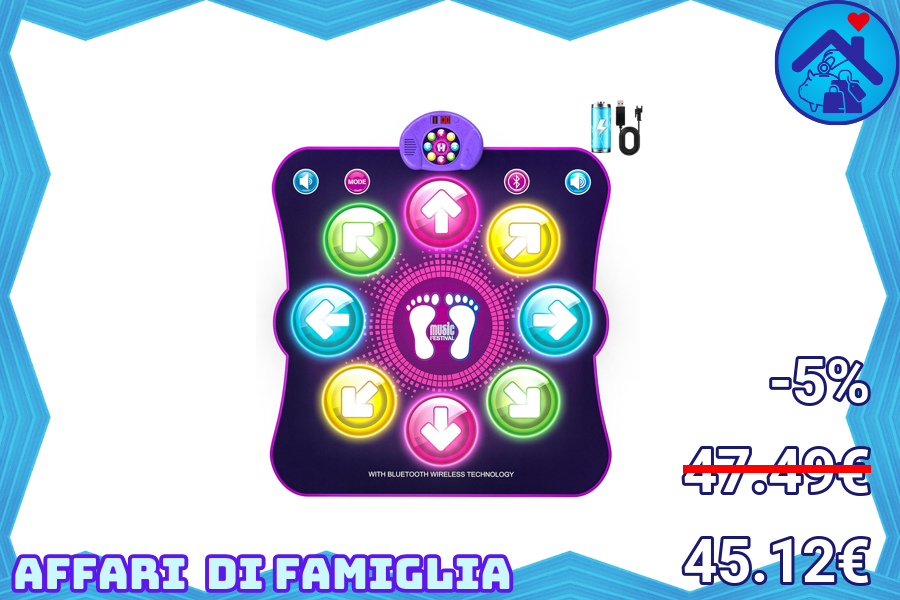 MODE
MUSIC
FESTIVAL
WITH BLUETOOTH WIRELESS TECHNOLOGY
-5%
47.49€
45.12€
AFFARI DI FAMIGLIA